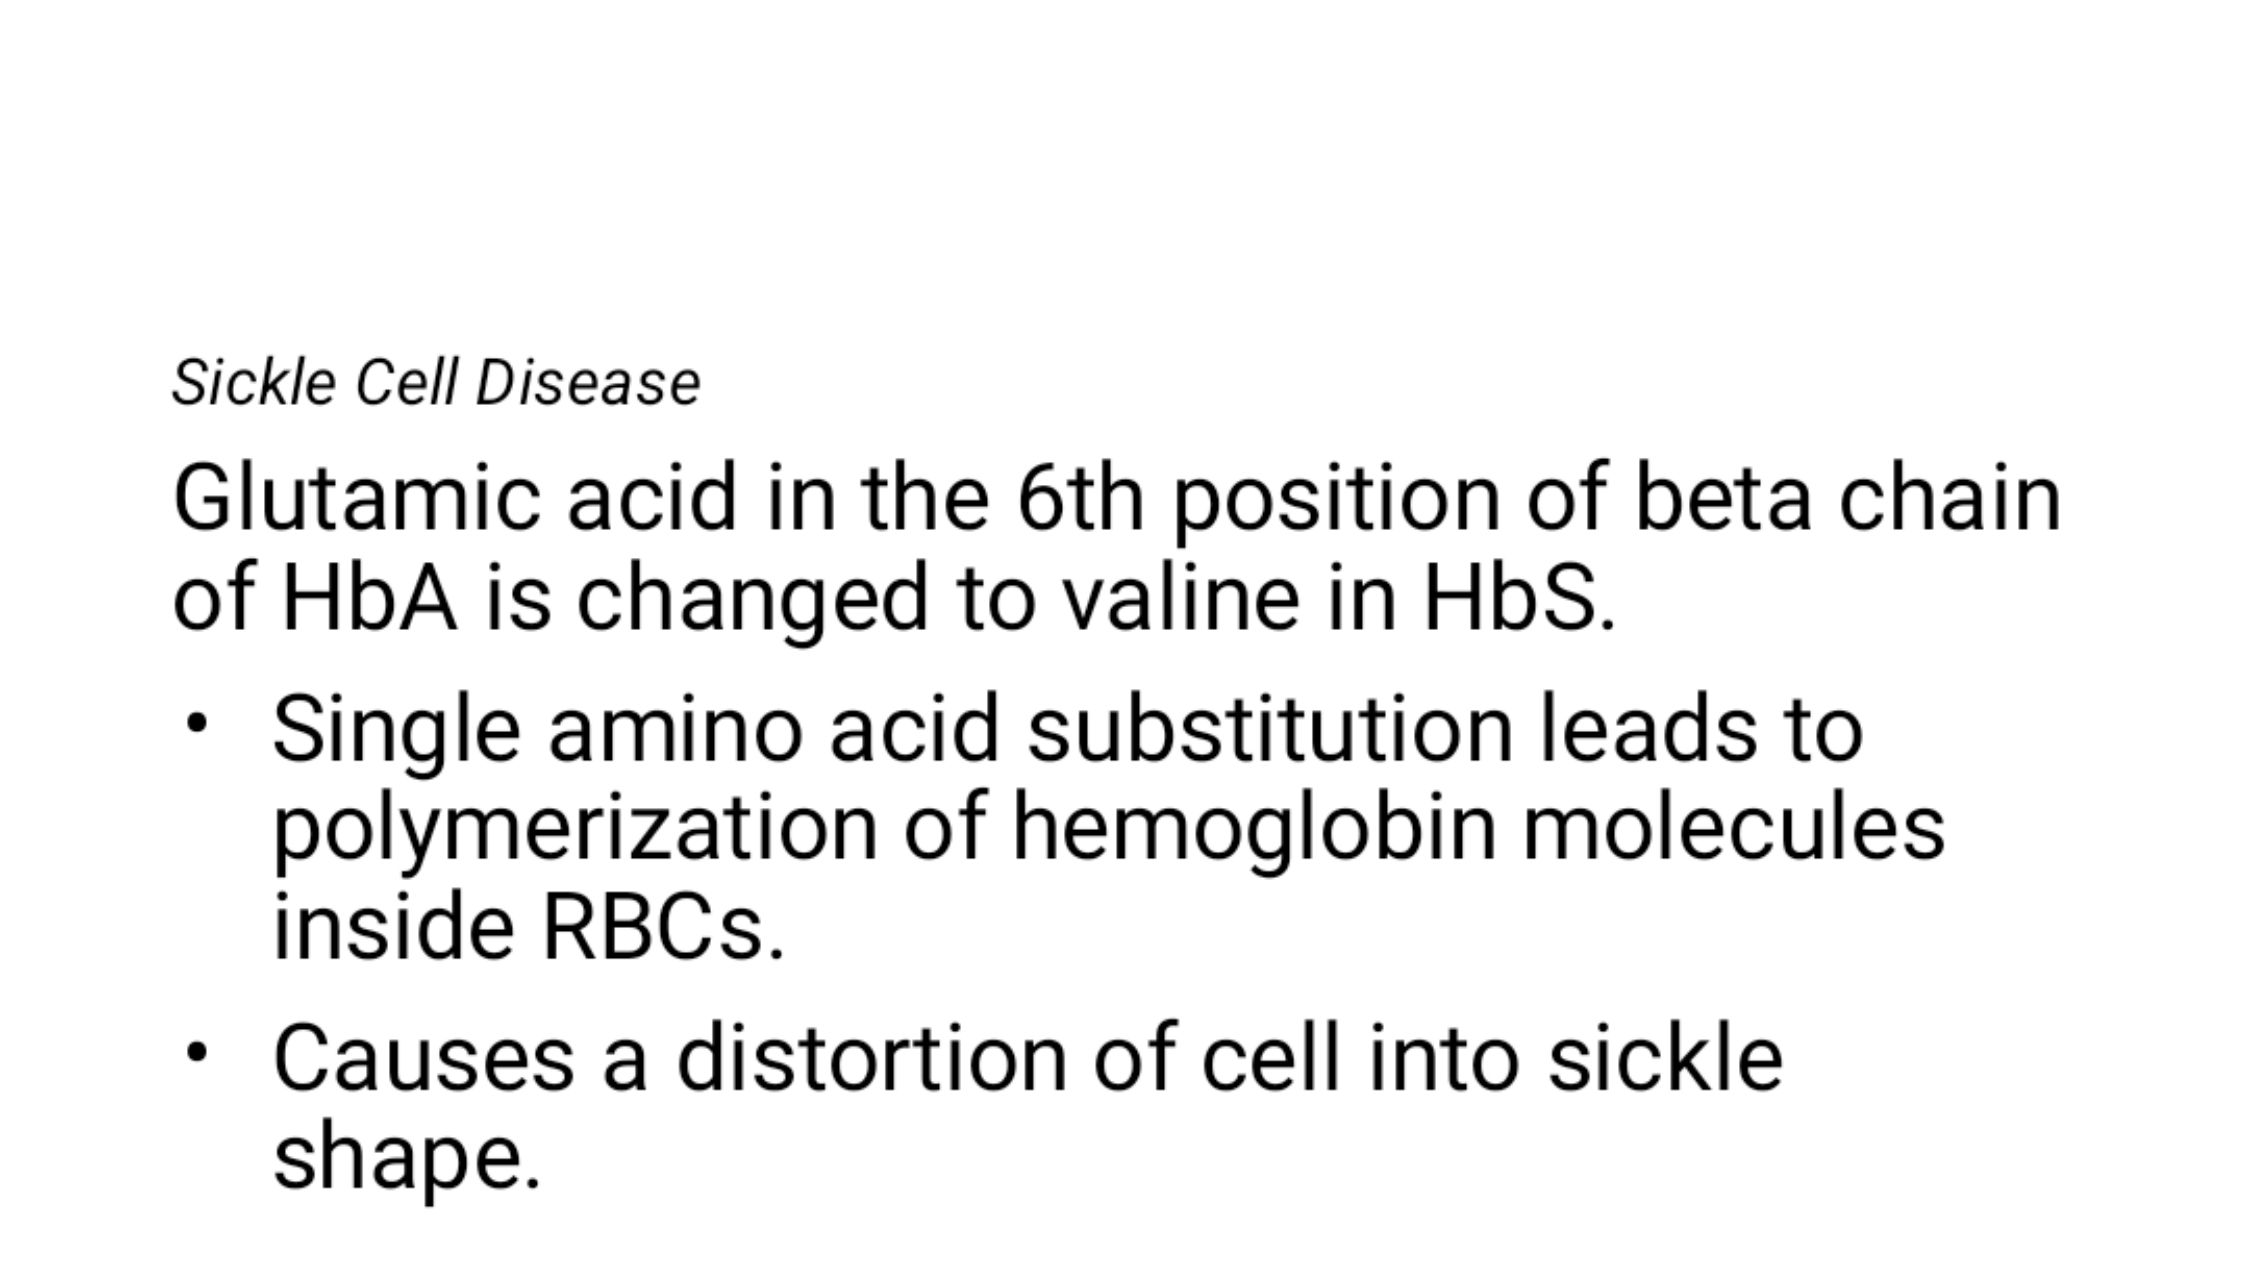 Sickle Cell Disease
Glutamic acid in the 6th position of beta chain
of HbA is changed to valine in HbS.
• Single amino acid substitution leads to
polymerization of hemoglobin molecules
inside RBCs.
• Causes a distortion of cell into sickle
shape.